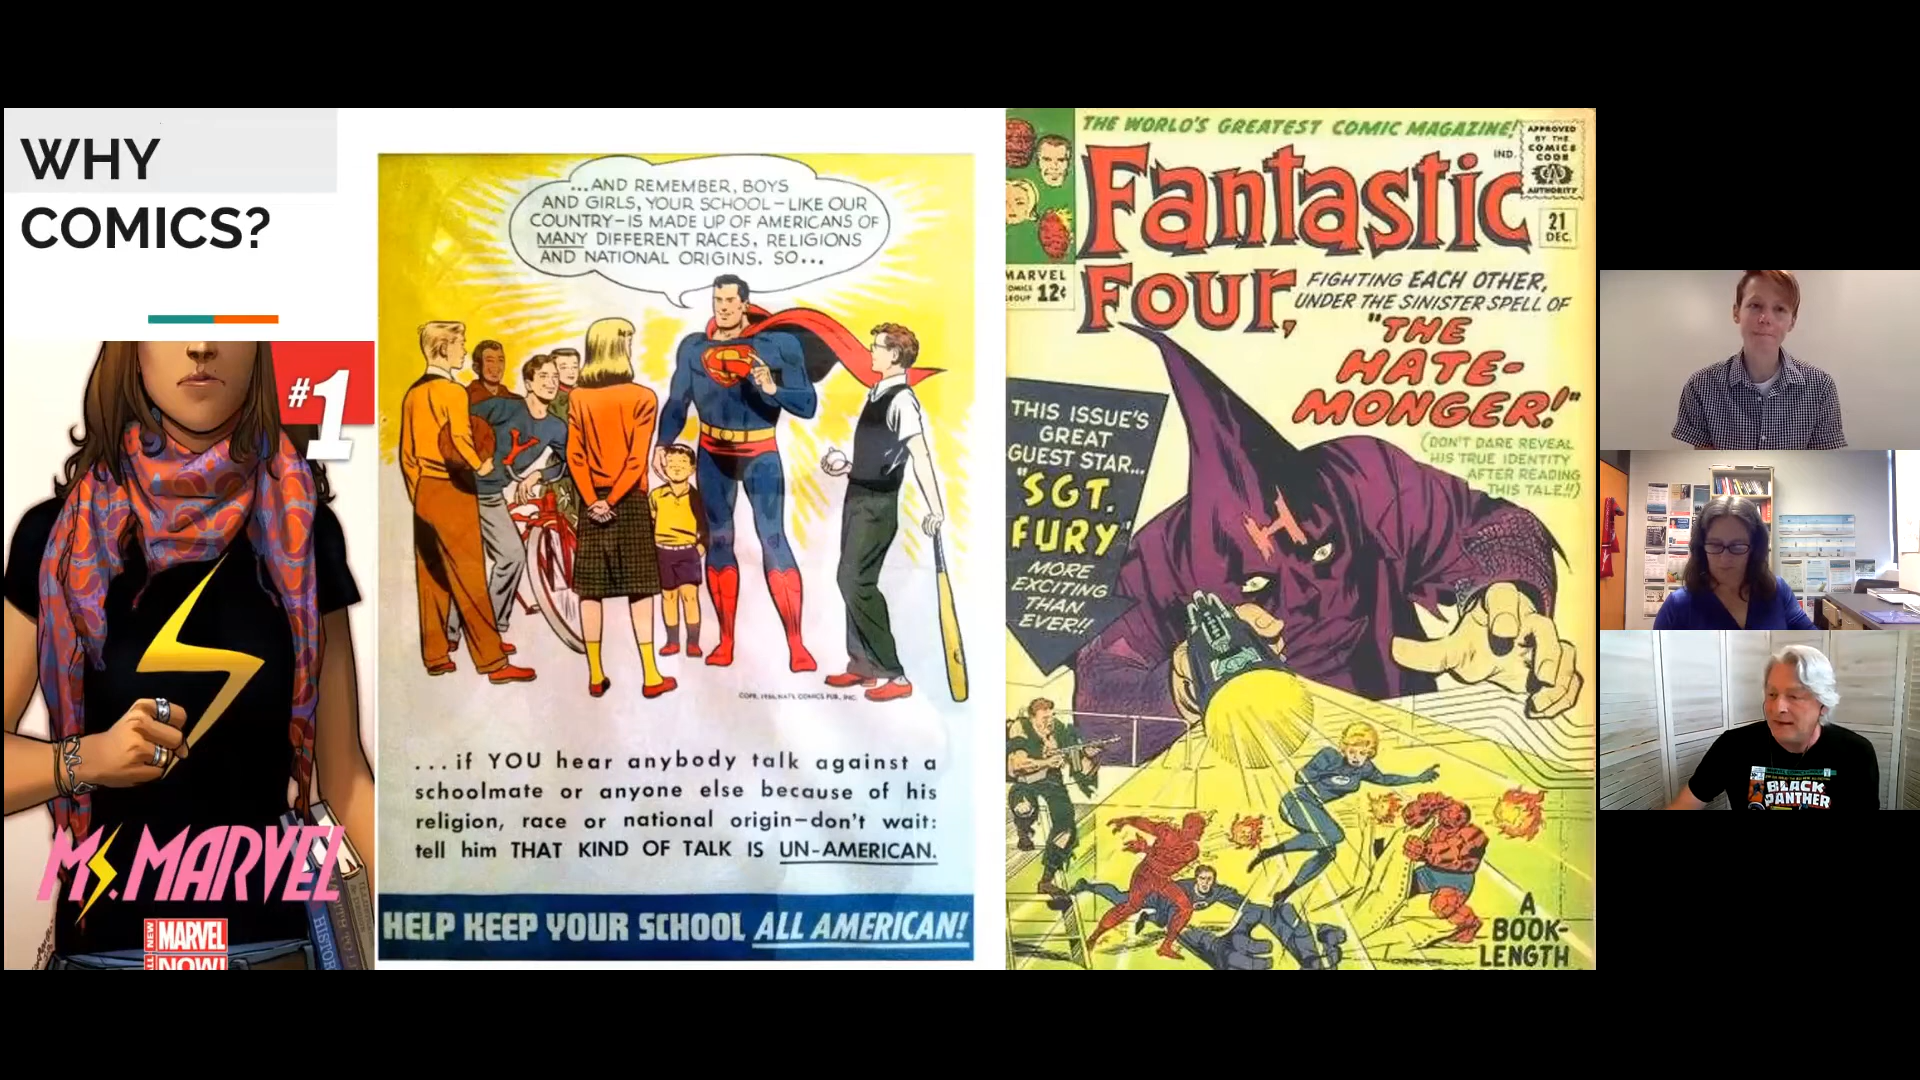 WHY
COMICS?
#1
MS. MARVEL
ALL NEW
MARVEL
NOW!
HISTORY
...AND REMEMBER, BOYS
AND GIRLS, YOUR SCHOOL—LIKE OUR
COUNTRY—IS MADE UP OF AMERICANS OF
MANY DIFFERENT RACES, RELIGIONS
AND NATIONAL ORIGINS. SO...
Y
S
...if YOU hear anybody talk against a
schoolmate or anyone else because of his
religion, race or national origin—don't wait:
tell him THAT KIND OF TALK IS UN-AMERICAN.
HELP KEEP YOUR SCHOOL ALL AMERICAN!
THE WORLD'S GREATEST COMIC MAGAZINE!
APPROVED
BY THE
COMICS
CODE
AUTHORITY
IND.
Fantastic
Four,
21
DEC.
MARVEL
COMICS
GROUP
12¢
FIGHTING EACH OTHER,
UNDER THE SINISTER SPELL OF
"THE
HATE-
MONGER!"
(DON'T DARE REVEAL
HIS TRUE IDENTITY
AFTER READING
THIS TALE!!)
THIS ISSUE'S
GREAT
GUEST STAR...
"SGT.
FURY"
MORE
EXCITING
THAN
EVER!!
H
A
BOOK-
LENGTH
BLACK
PANTHER